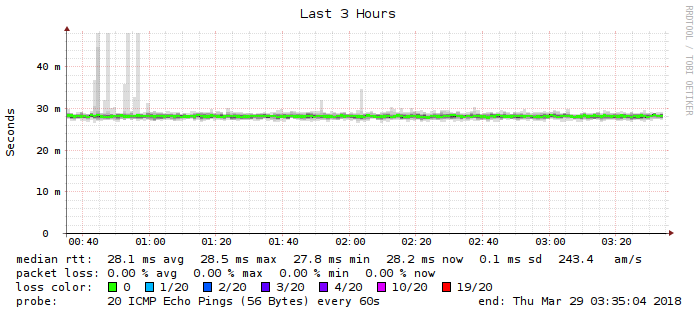 Last 3 Hours
RRDTOOL / TOBI OETIKER
Seconds
40 m
30 m
20 m
10 m
0
00:40 01:00 01:20 01:40 02:00 02:20 02:40 03:00 03:20
median rtt: 28.1 ms avg 28.5 ms max 27.8 ms min 28.2 ms now 0.1 ms sd 243.4 am/s
packet loss: 0.00 % avg 0.00 % max 0.00 % min 0.00 % now
loss color: 0 1/20 2/20 3/20 4/20 10/20 19/20
probe: 20 ICMP Echo Pings (56 Bytes) every 60s end: Thu Mar 29 03:35:04 2018